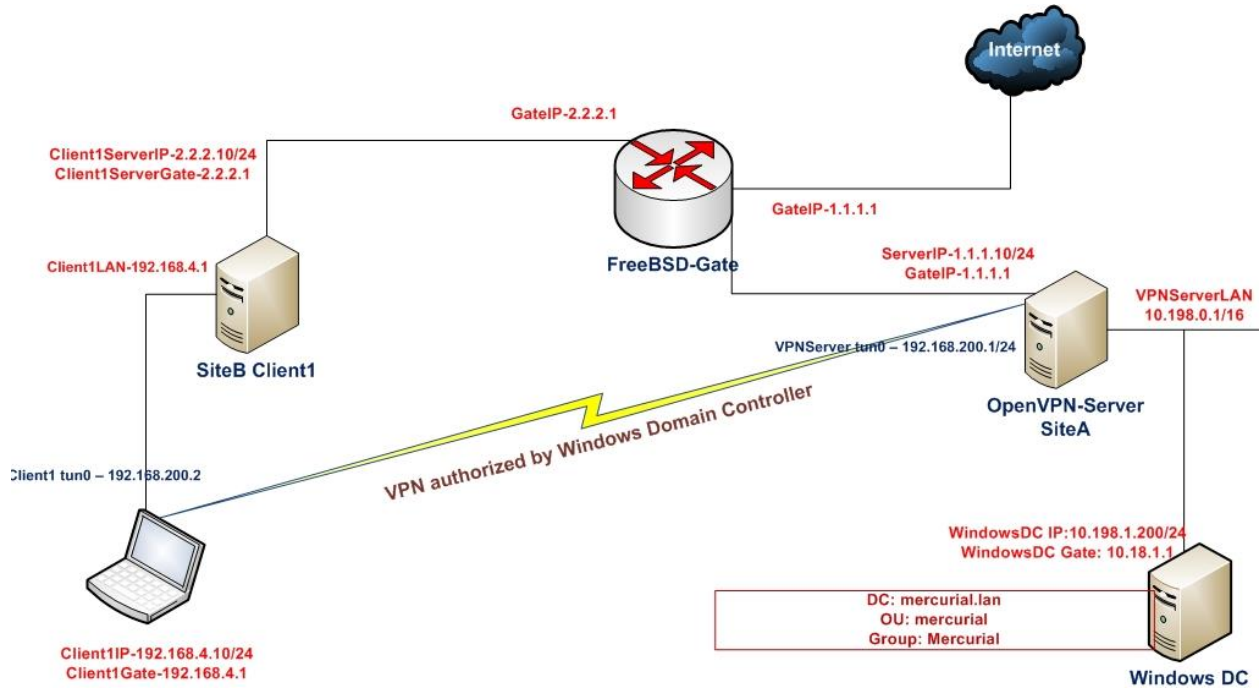 Internet
GateIP-2.2.2.1
Client1ServerIP-2.2.2.10/24
Client1ServerGate-2.2.2.1
GateIP-1.1.1.1
FreeBSD-Gate
Client1LAN-192.168.4.1
ServerIP-1.1.1.10/24
GateIP-1.1.1.1
VPNServerLAN
10.198.0.1/16
SiteB Client1
VPNServer tun0 – 192.168.200.1/24
OpenVPN-Server
SiteA
VPN authorized by Windows Domain Controller
Client1 tun0 – 192.168.200.2
WindowsDC IP:10.198.1.200/24
WindowsDC Gate: 10.18.1.1
DC: mercurial.lan
OU: mercurial
Group: Mercurial
Client1IP-192.168.4.10/24
Client1Gate-192.168.4.1
Windows DC